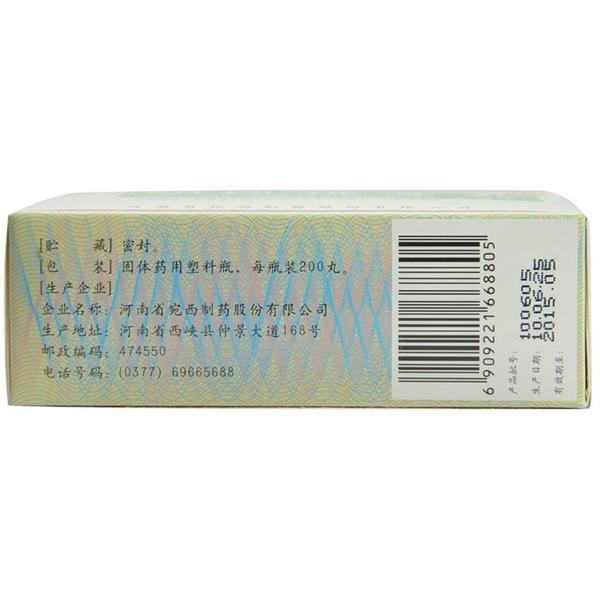 [贮 藏] 密封。
[包 装] 固体药用塑料瓶，每瓶装200丸。
[生产企业]
企业名称：河南省宛西制药股份有限公司
生产地址：河南省西峡县仲景大道168号
邮政编码：474550
电话号码：(0377) 69665688
6909221668805
产品批号： 100605
生产日期： 10.06.25
有效期至： 2015.05